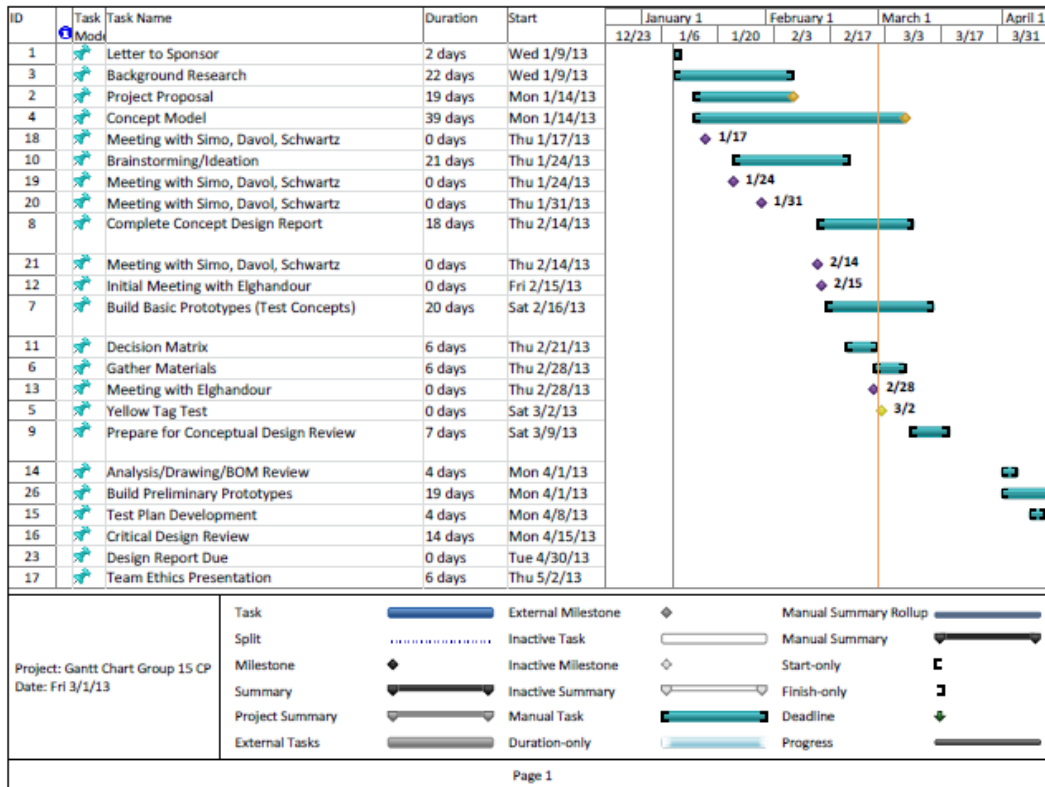 ID Task Mode Task Name Duration Start January 1 February 1 March 1 April 1
12/23 1/6 1/20 2/3 2/17 3/3 3/17 3/31
1 Letter to Sponsor 2 days Wed 1/9/13
3 Background Research 22 days Wed 1/9/13
2 Project Proposal 19 days Mon 1/14/13
4 Concept Model 39 days Mon 1/14/13
18 Meeting with Simo, Davol, Schwartz 0 days Thu 1/17/13 1/17
10 Brainstorming/Ideation 21 days Thu 1/24/13
19 Meeting with Simo, Davol, Schwartz 0 days Thu 1/24/13 1/24
20 Meeting with Simo, Davol, Schwartz 0 days Thu 1/31/13 1/31
8 Complete Concept Design Report 18 days Thu 2/14/13
21 Meeting with Simo, Davol, Schwartz 0 days Thu 2/14/13 2/14
12 Initial Meeting with Elghandour 0 days Fri 2/15/13 2/15
7 Build Basic Prototypes (Test Concepts) 20 days Sat 2/16/13
11 Decision Matrix 6 days Thu 2/21/13
6 Gather Materials 6 days Thu 2/28/13
13 Meeting with Elghandour 0 days Thu 2/28/13 2/28
5 Yellow Tag Test 0 days Sat 3/2/13 3/2
9 Prepare for Conceptual Design Review 7 days Sat 3/9/13
14 Analysis/Drawing/BOM Review 4 days Mon 4/1/13
26 Build Preliminary Prototypes 19 days Mon 4/1/13
15 Test Plan Development 4 days Mon 4/8/13
16 Critical Design Review 14 days Mon 4/15/13
23 Design Report Due 0 days Tue 4/30/13
17 Team Ethics Presentation 6 days Thu 5/2/13
Project: Gantt Chart Group 15 CP
Date: Fri 3/1/13
Task External Milestone Manual Summary Rollup
Split Inactive Task Manual Summary
Milestone Inactive Milestone Start-only
Summary Inactive Summary Finish-only
Project Summary Manual Task Deadline
External Tasks Duration-only Progress
Page 1